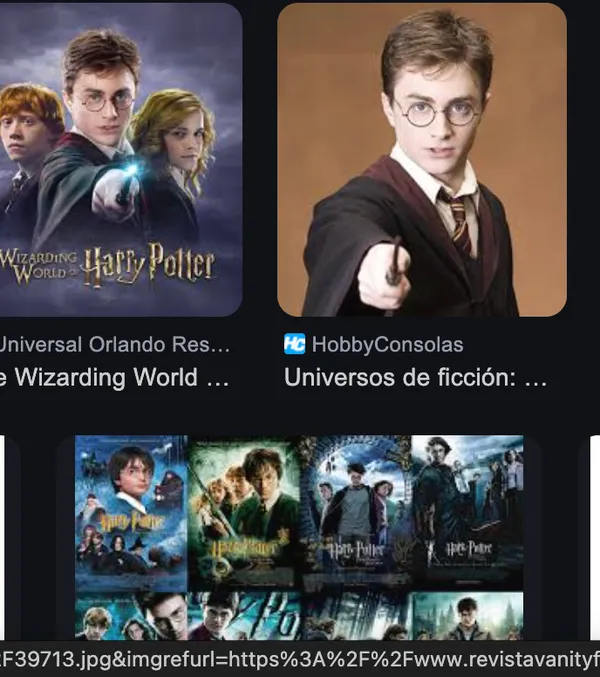 WIZARDING
WORLD OF Harry Potter
Universal Orlando Res...
HC HobbyConsolas
e Wizarding World ...
Universos de ficción: ...
Harry Potter
Harry Potter
Harry Potter
Harry Potter
F39713.jpg&imgrefurl=https%3A%2F%2Fwww.revistavanityf